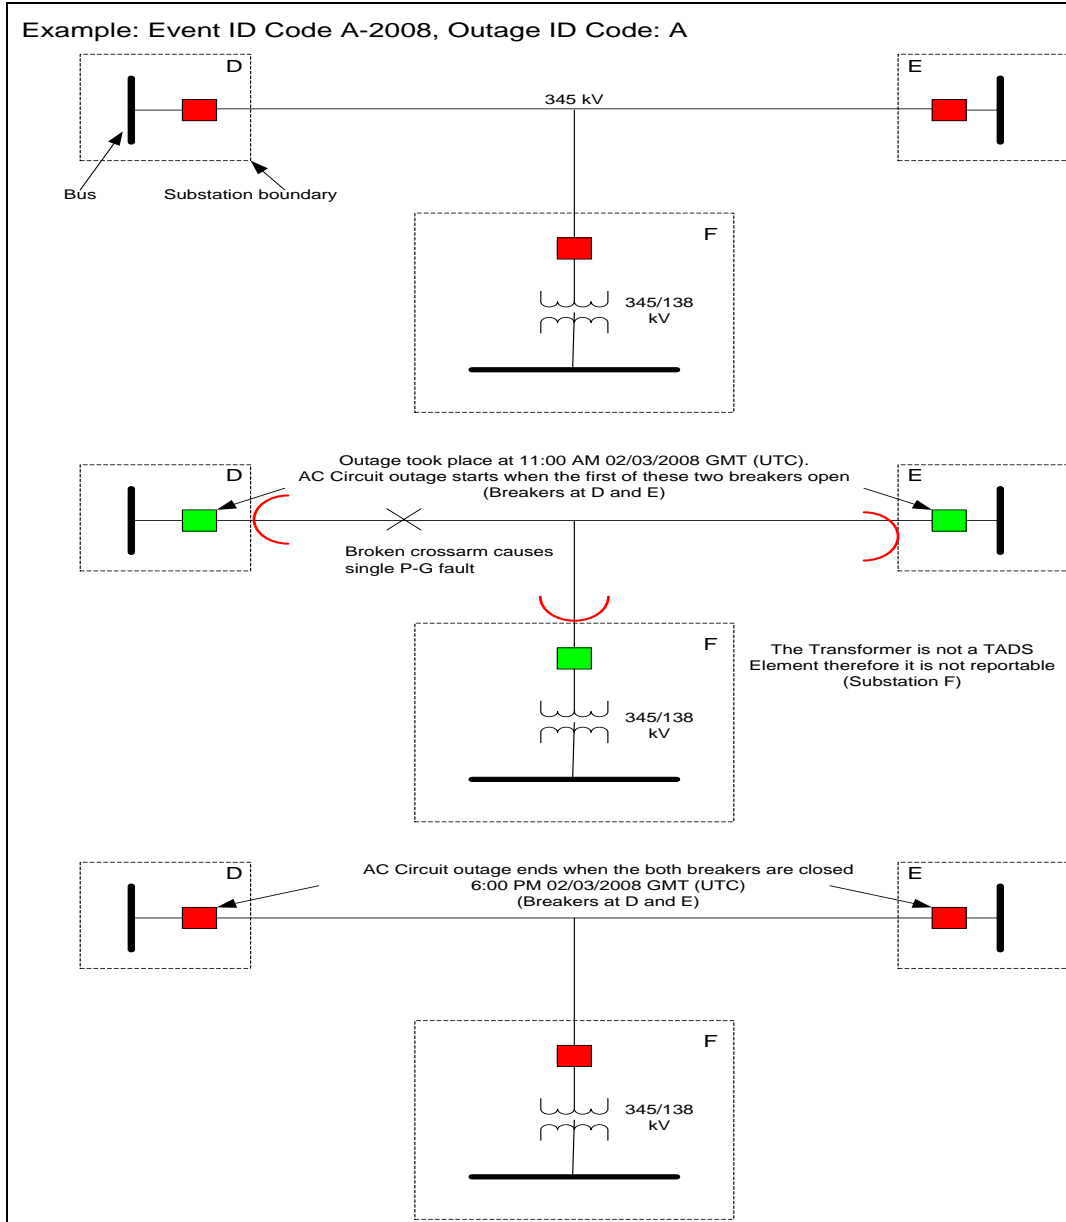 Example: Event ID Code A-2008, Outage ID Code: A
D
E
345 kV
Bus
Substation boundary
F
345/138
kV
Outage took place at 11:00 AM 02/03/2008 GMT (UTC).
D
AC Circuit outage starts when the first of these two breakers open
E
(Breakers at D and E)
Broken crossarm causes
single P-G fault
F
The Transformer is not a TADS
Element therefore it is not reportable
(Substation F)
345/138
kV
D
AC Circuit outage ends when the both breakers are closed
E
6:00 PM 02/03/2008 GMT (UTC)
(Breakers at D and E)
F
345/138
kV